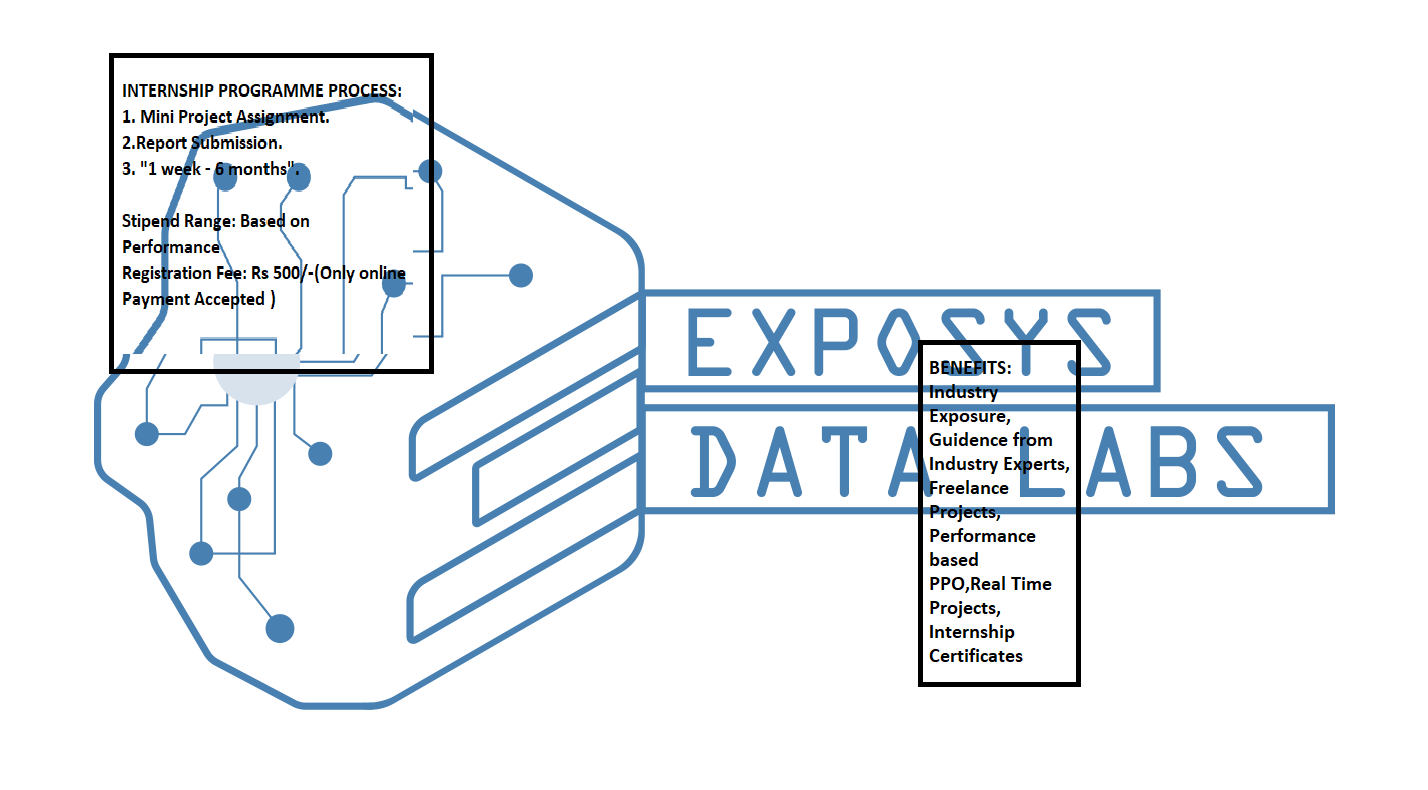 INTERNSHIP PROGRAMME PROCESS:
1. Mini Project Assignment.
2.Report Submission.
3. "1 week - 6 months".
Stipend Range: Based on
Performance
Registration Fee: Rs 500/-(Only online
Payment Accepted )
EXPOSYS
DATA LABS
BENEFITS:
Industry
Exposure,
Guidence from
Industry Experts,
Freelance
Projects,
Performance
based
PPO,Real Time
Projects,
Internship
Certificates